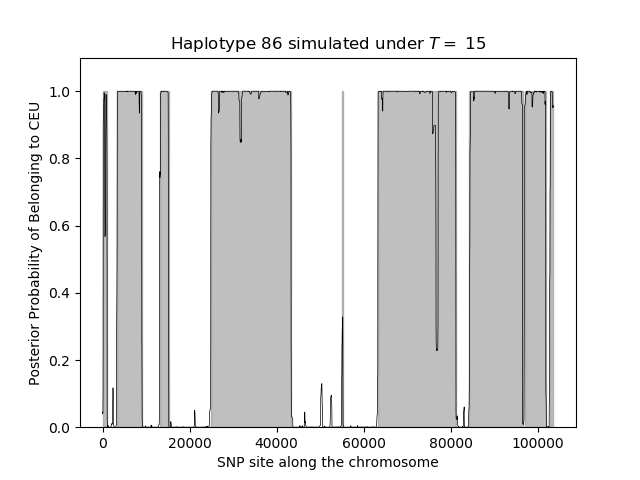 Haplotype 86 simulated under T = 15
Posterior Probability of Belonging to CEU
1.0
0.8
0.6
0.4
0.2
0.0
0 20000 40000 60000 80000 100000
SNP site along the chromosome